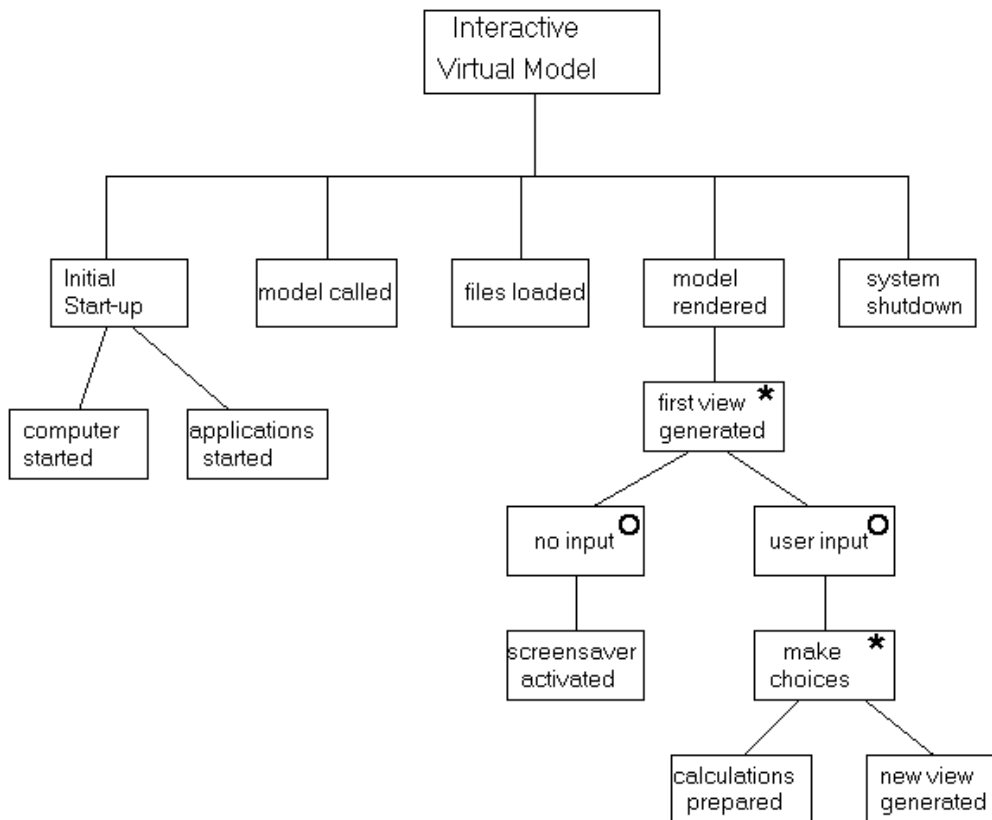 Interactive
Virtual Model
Initial
Start-up
model called
files loaded
model
rendered
system
shutdown
computer
started
applications
started
first view *
generated
no input O
user input O
screensaver
activated
make *
choices
calculations
prepared
new view
generated